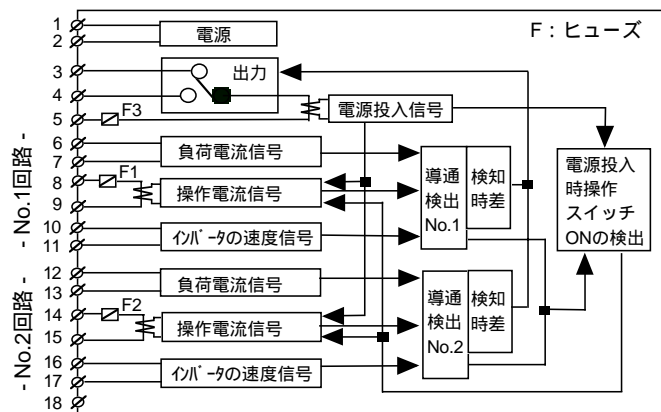 1
2
3
4
5
6
7
8
9
10
11
12
13
14
15
16
17
18
- No.1回路 -
- No.2回路 -
電源
F：ヒューズ
出力
F3
電源投入信号
負荷電流信号
F1
操作電流信号
ｲﾝﾊﾞｰﾀの速度信号
導通
検出
No.1
検知
時差
電源投入
時操作
スイッチ
ONの検出
負荷電流信号
F2
操作電流信号
ｲﾝﾊﾞｰﾀの速度信号
導通
検出
No.2
検知
時差